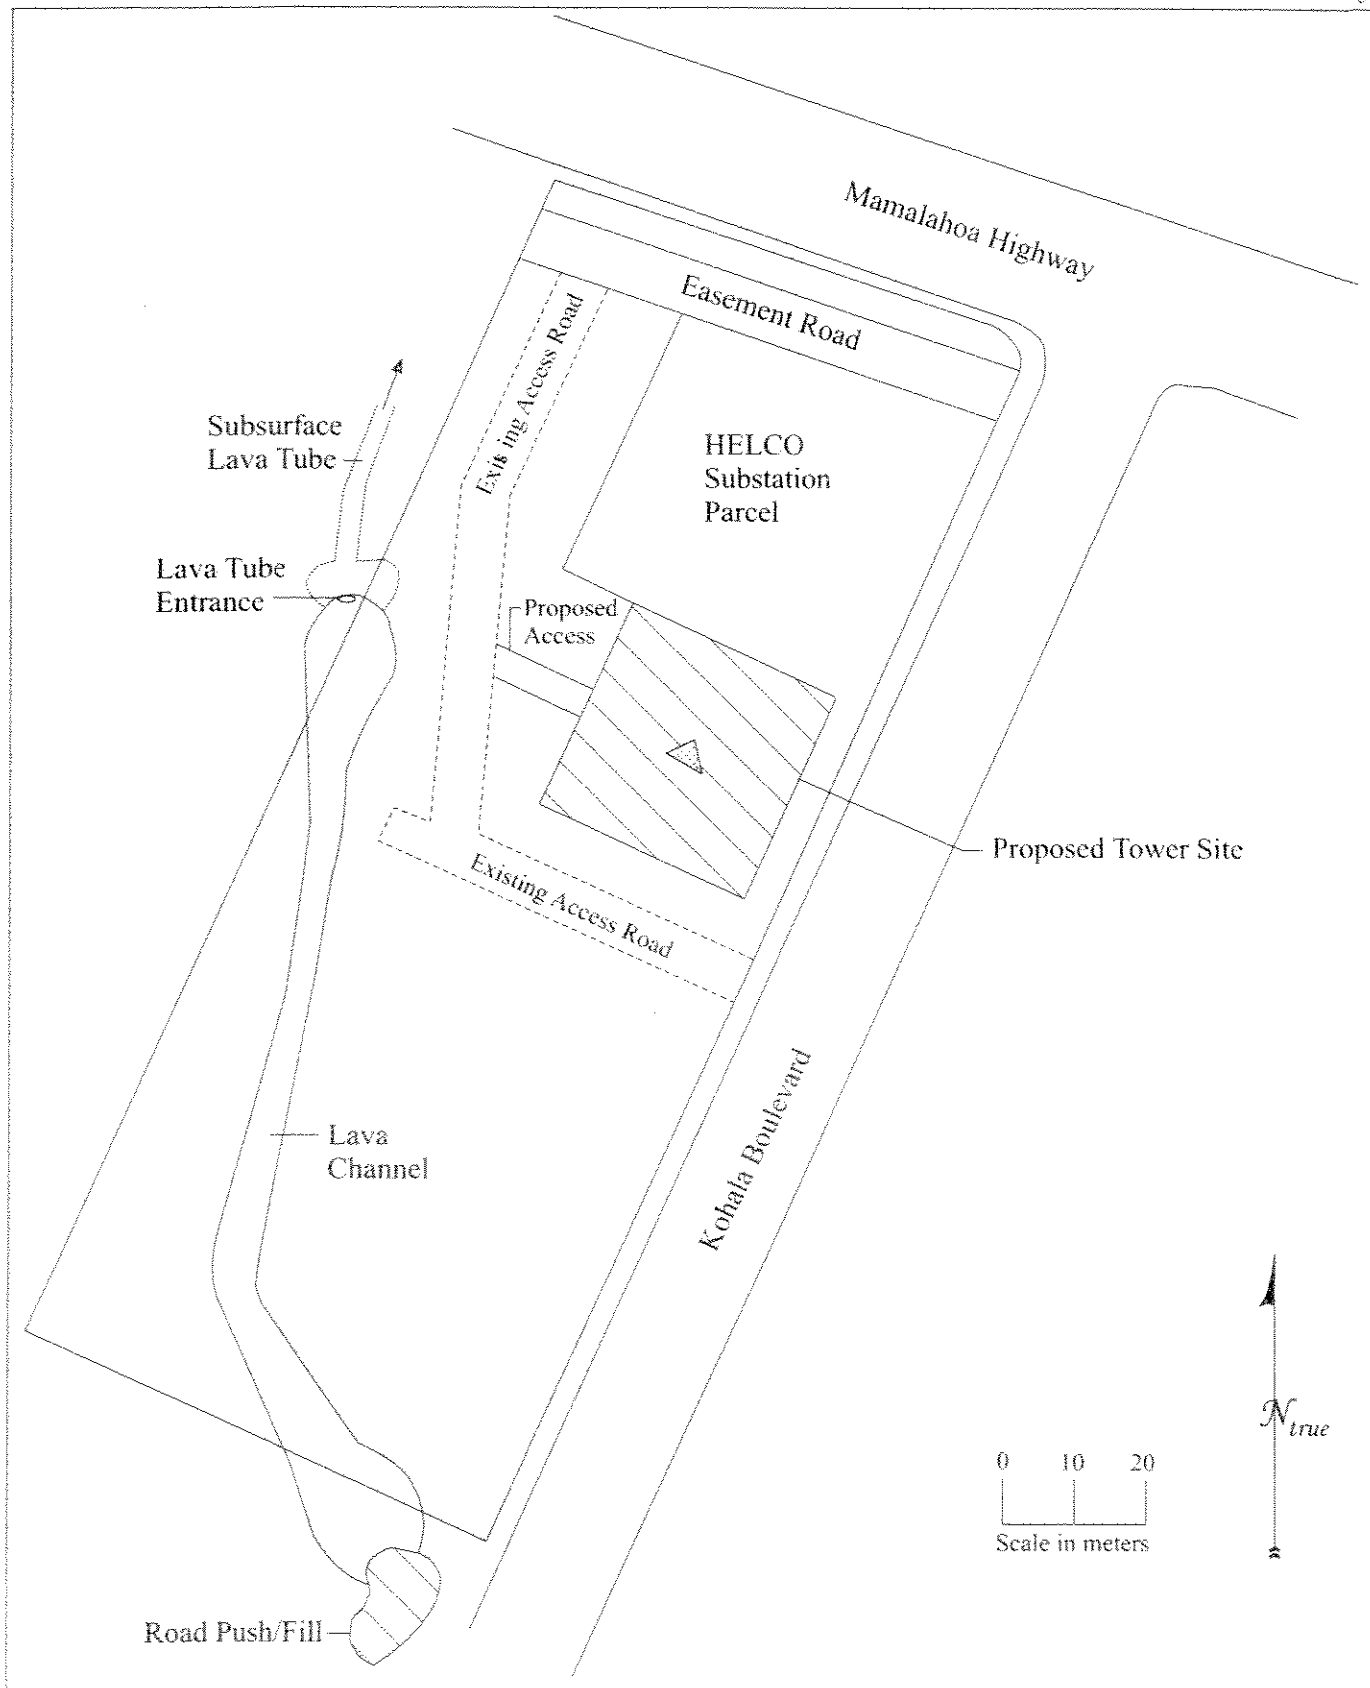 Mamalahoa Highway
Easement Road
Existing Access Road
Subsurface
Lava Tube
HELCO
Substation
Parcel
Lava Tube
Entrance
Proposed
Access
Proposed Tower Site
Existing Access Road
Kohala Boulevard
Lava
Channel
N true
0 10 20
Scale in meters
Road Push/Fill